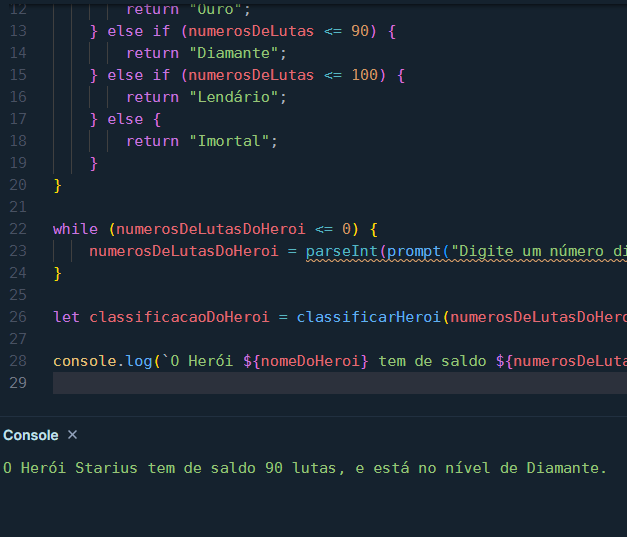 12 return "Ouro";
13 } else if (numerosDeLutas <= 90) {
14 return "Diamante";
15 } else if (numerosDeLutas <= 100) {
16 return "Lendário";
17 } else {
18 return "Imortal";
19 }
20 }
21
22 while (numerosDeLutasDoHeroi <= 0) {
23 numerosDeLutasDoHeroi = parseInt(prompt("Digite um número di
24 }
25
26 let classificacaoDoHeroi = classificarHeroi(numerosDeLutasDoHero
27
28 console.log(`O Herói ${nomeDoHeroi} tem de saldo ${numerosDeLuta
29
Console ×
O Herói Starius tem de saldo 90 lutas, e está no nível de Diamante.